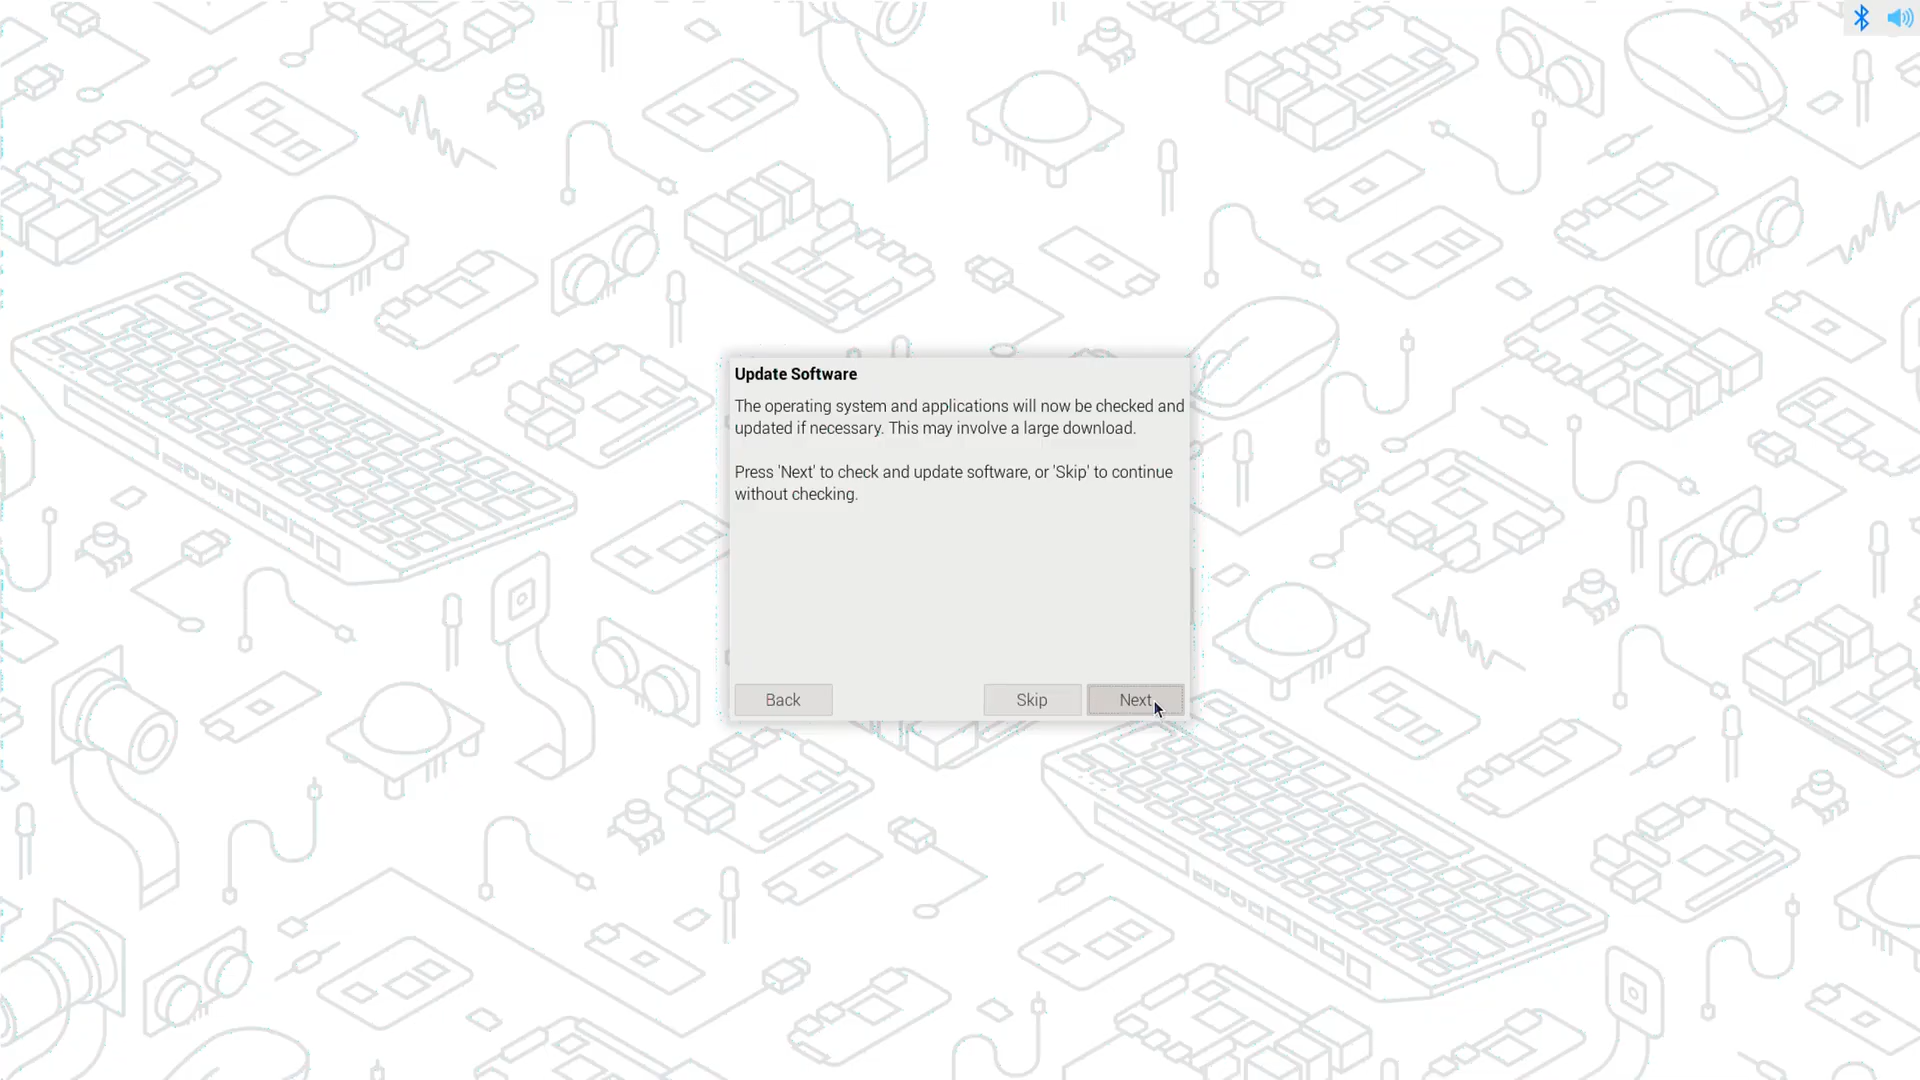 Update Software
The operating system and applications will now be checked and
updated if necessary. This may involve a large download.
Press 'Next' to check and update software, or 'Skip' to continue
without checking.
Back
Skip
Next